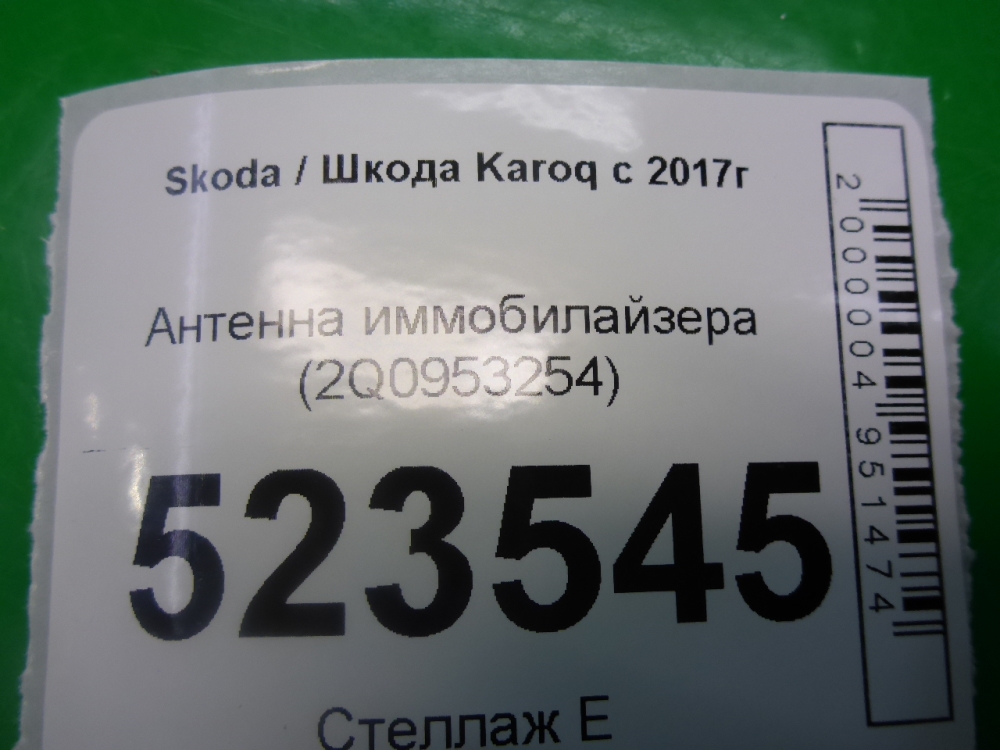 Skoda / Шкода Karoq с 2017г
Антенна иммобилайзера
(2Q0953254)
523545
Стеллаж Е
2000004951474